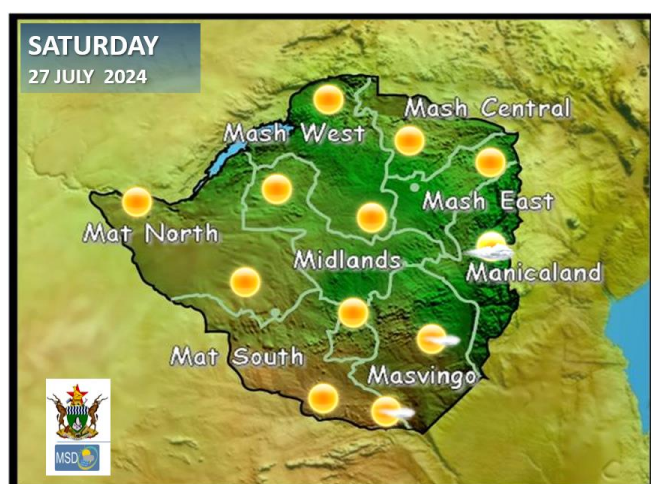 SATURDAY
27 JULY 2024
Mash Central
Mash West
Mash East
Mat North
Midlands
Manicaland
Mat South
Masvingo
MSD